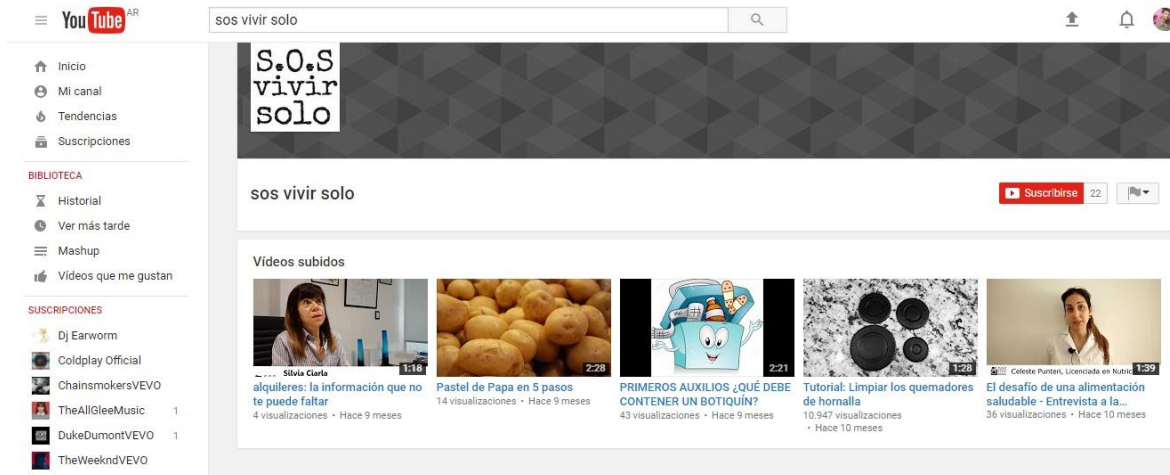 YouTube AR
sos vivir solo
Inicio
Mi canal
Tendencias
Suscripciones
BIBLIOTECA
Historial
Ver más tarde
Mashup
Vídeos que me gustan
SUSCRIPCIONES
Dj Earworm
Coldplay Official
ChainsmokersVEVO
TheAllGleeMusic 1
DukeDumontVEVO 1
TheWeekndVEVO
S.O.S
vivir
solo
sos vivir solo
Suscribirse 22
Vídeos subidos
Silvia Ciarla
1:18
alquileres: la información que no
te puede faltar
4 visualizaciones • Hace 9 meses
2:28
Pastel de Papa en 5 pasos
14 visualizaciones • Hace 9 meses
2:21
PRIMEROS AUXILIOS ¿QUÉ DEBE
CONTENER UN BOTIQUÍN?
43 visualizaciones • Hace 9 meses
1:28
Tutorial: Limpiar los quemadores
de hornalla
10.947 visualizaciones
• Hace 10 meses
Celeste Punteri, Licenciada en Nutric
1:39
El desafío de una alimentación
saludable - Entrevista a la...
36 visualizaciones • Hace 10 meses